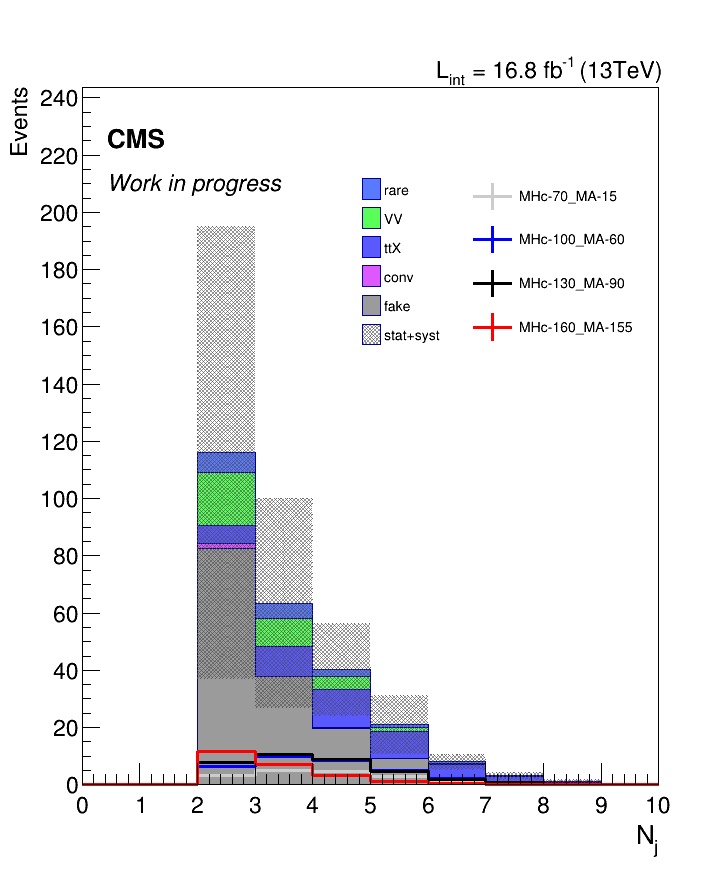 L_int = 16.8 fb^-1 (13TeV)
Events
240
220
200
180
160
140
120
100
80
60
40
20
0
CMS
Work in progress
rare
VV
ttX
conv
fake
stat+syst
MHc-70_MA-15
MHc-100_MA-60
MHc-130_MA-90
MHc-160_MA-155
0 1 2 3 4 5 6 7 8 9 10
N_j